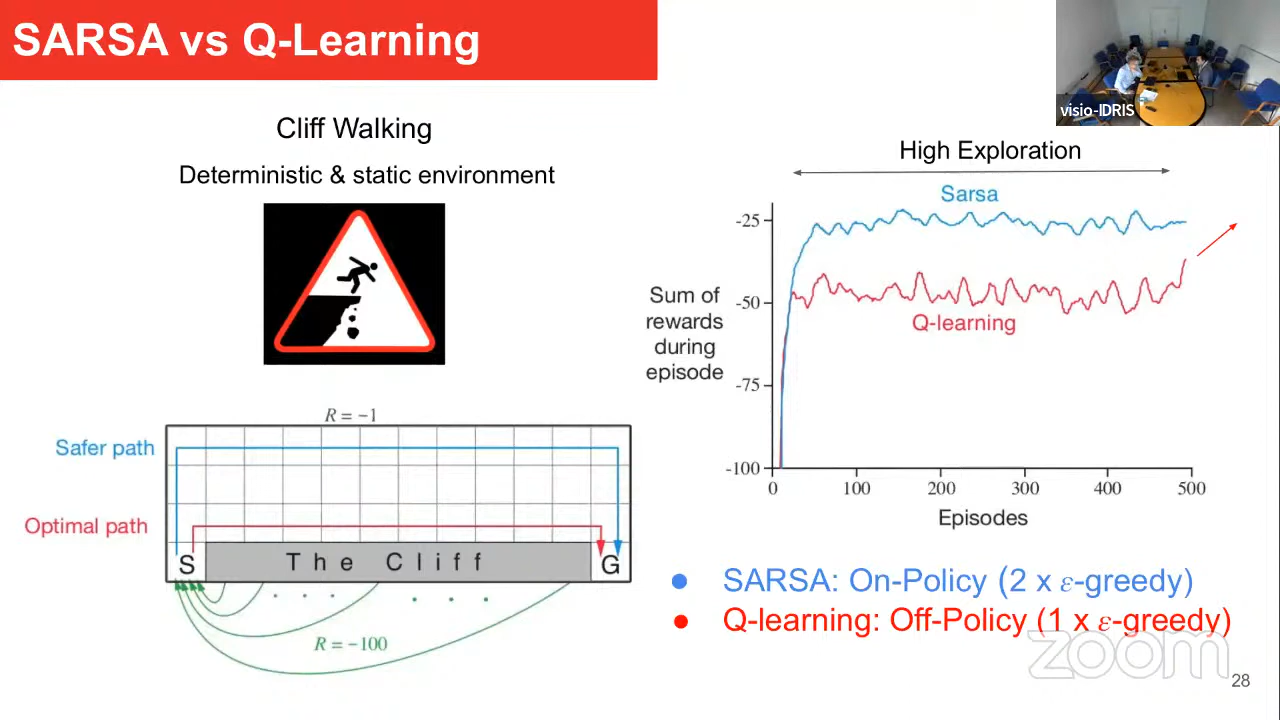 SARSA vs Q-Learning
visio-IDRIS
Cliff Walking
Deterministic & static environment
R = −1
Safer path
Optimal path
S
The Cliff
G
R = −100
High Exploration
Sarsa
-25
-50
-75
-100
Sum of
rewards
during
episode
Q-learning
0 100 200 300 400 500
Episodes
● SARSA: On-Policy (2 x ε-greedy)
● Q-learning: Off-Policy (1 x ε-greedy)
zoom
28